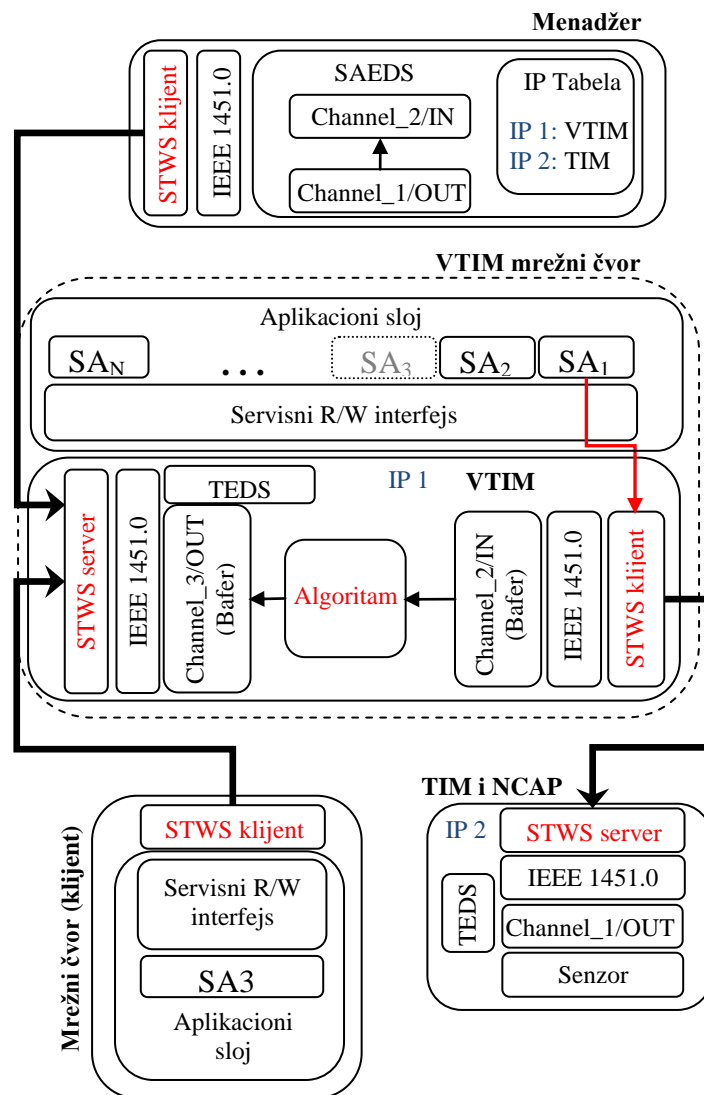 Menadžer
STWS klijent
IEEE 1451.0
SAEDS
Channel_2/IN
Channel_1/OUT
IP Tabela
IP 1: VTIM
IP 2: TIM
VTIM mrežni čvor
Aplikacioni sloj
SAN
...
SA3
SA2
SA1
Servisni R/W interfejs
IP 1
VTIM
STWS server
IEEE 1451.0
TEDS
Channel_3/OUT
(Bafer)
Algoritam
Channel_2/IN
(Bafer)
IEEE 1451.0
STWS klijent
Mrežni čvor (klijent)
STWS klijent
Servisni R/W
interfejs
SA3
Aplikacioni
sloj
TIM i NCAP
IP 2
STWS server
TEDS
IEEE 1451.0
Channel_1/OUT
Senzor